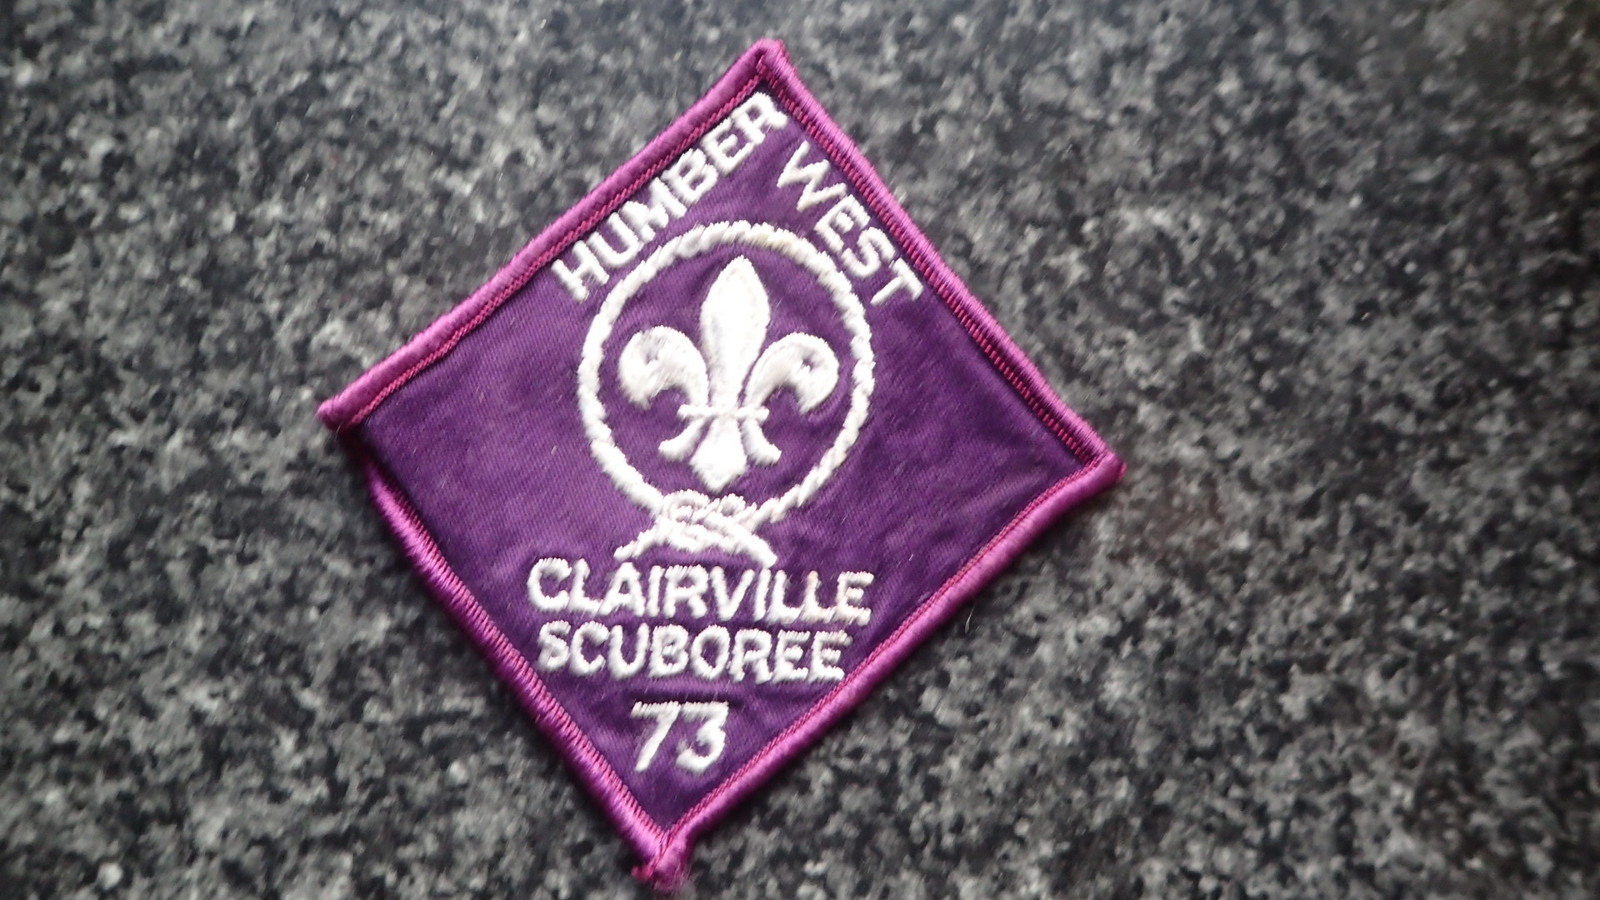 HUMBER WEST
CLAIRVILLE
SCUBOREE
73